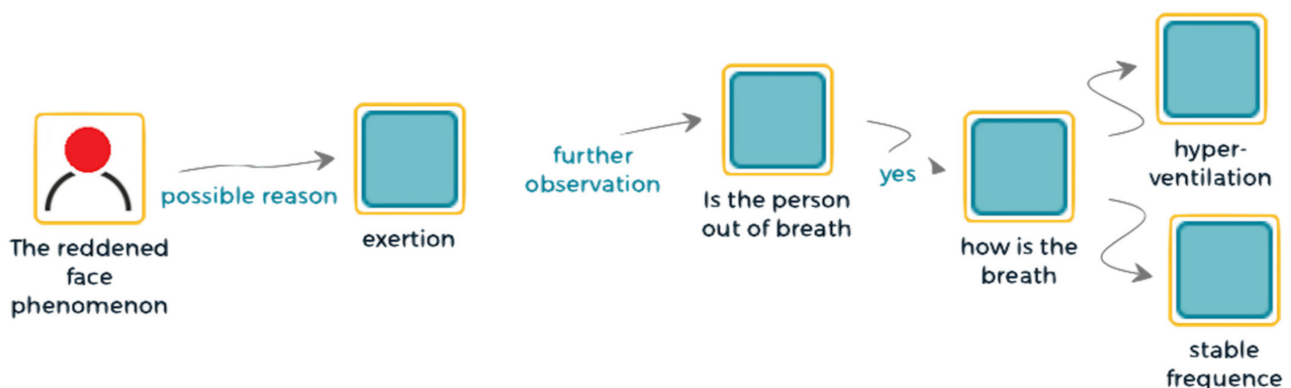 The reddened
face
phenomenon
possible reason
exertion
further
observation
Is the person
out of breath
yes
how is the
breath
hyper-
ventilation
stable
frequence